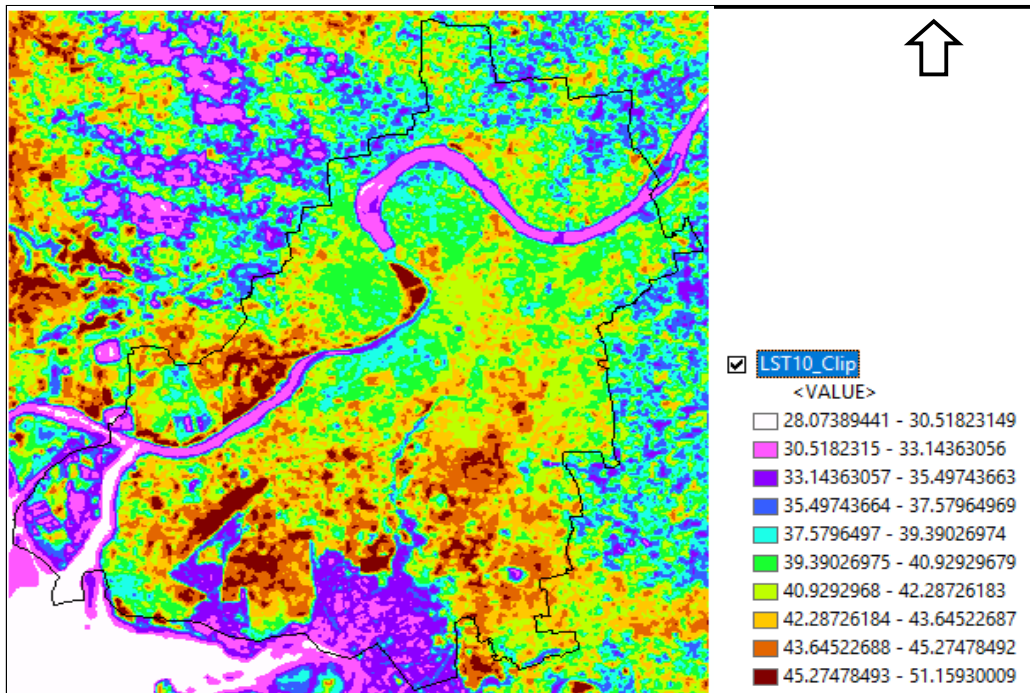 LST10_Clip
<VALUE>
28.07389441 - 30.51823149
30.5182315 - 33.14363056
33.14363057 - 35.49743663
35.49743664 - 37.57964969
37.5796497 - 39.39026974
39.39026975 - 40.92929679
40.9292968 - 42.28726183
42.28726184 - 43.64522687
43.64522688 - 45.27478492
45.27478493 - 51.15930009